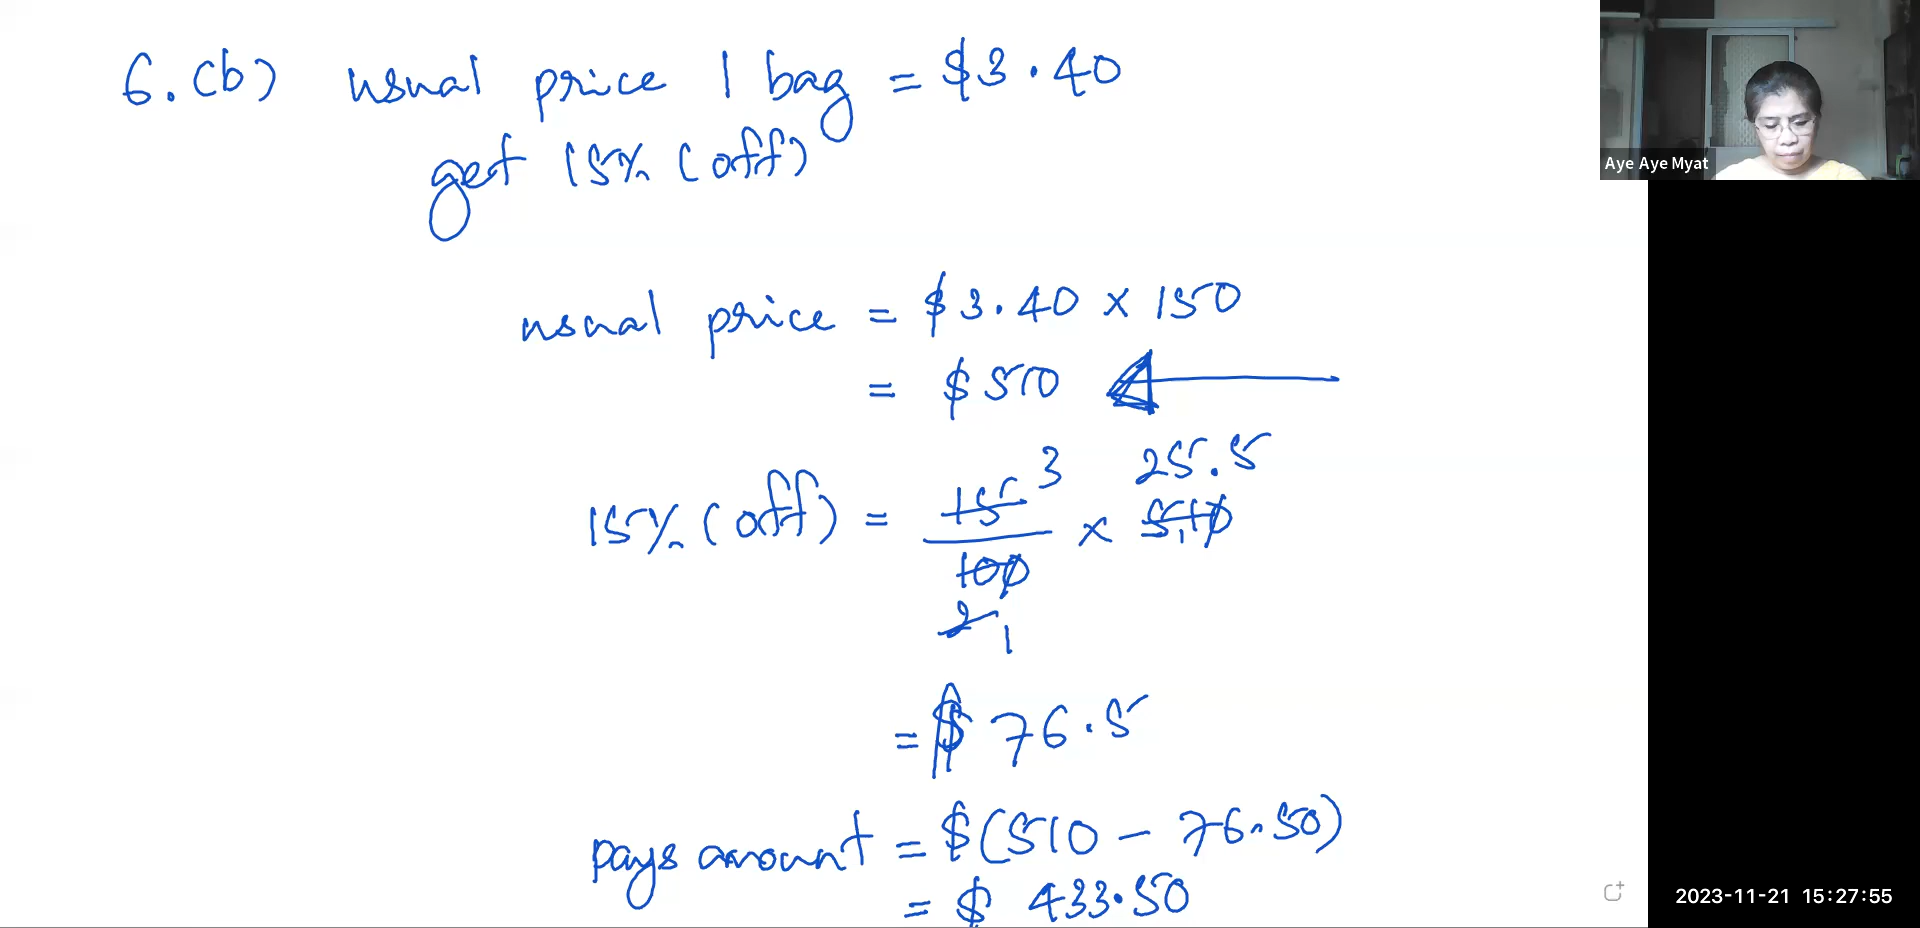 6.(b) usual price 1 bag = $3.40
get 15% (off)
usual price = $3.40 × 150
= $510
3 25.5
15% (off) = 15/100 × 510
2 1
= $ 76.5
pays amount = $(510 - 76.50)
= $ 433.50
Aye Aye Myat
2023-11-21 15:27:55